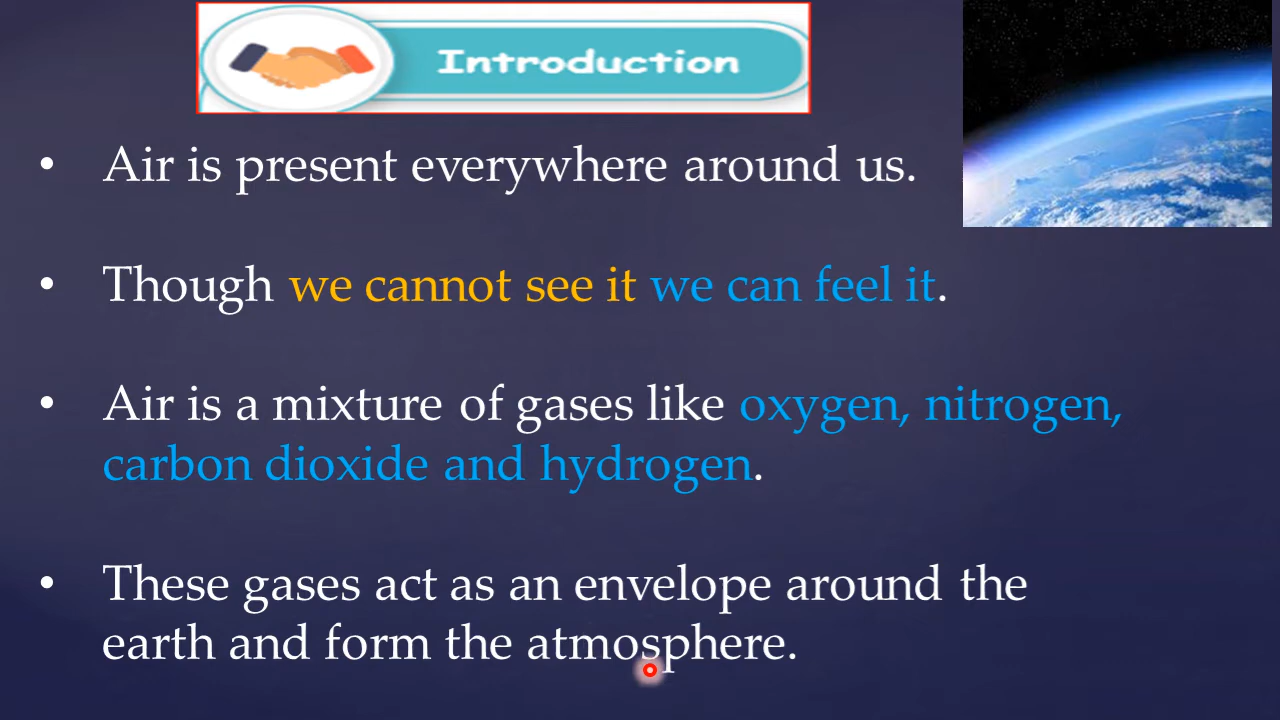 Introduction
• Air is present everywhere around us.
• Though we cannot see it we can feel it.
• Air is a mixture of gases like oxygen, nitrogen,
carbon dioxide and hydrogen.
• These gases act as an envelope around the
earth and form the atmosphere.